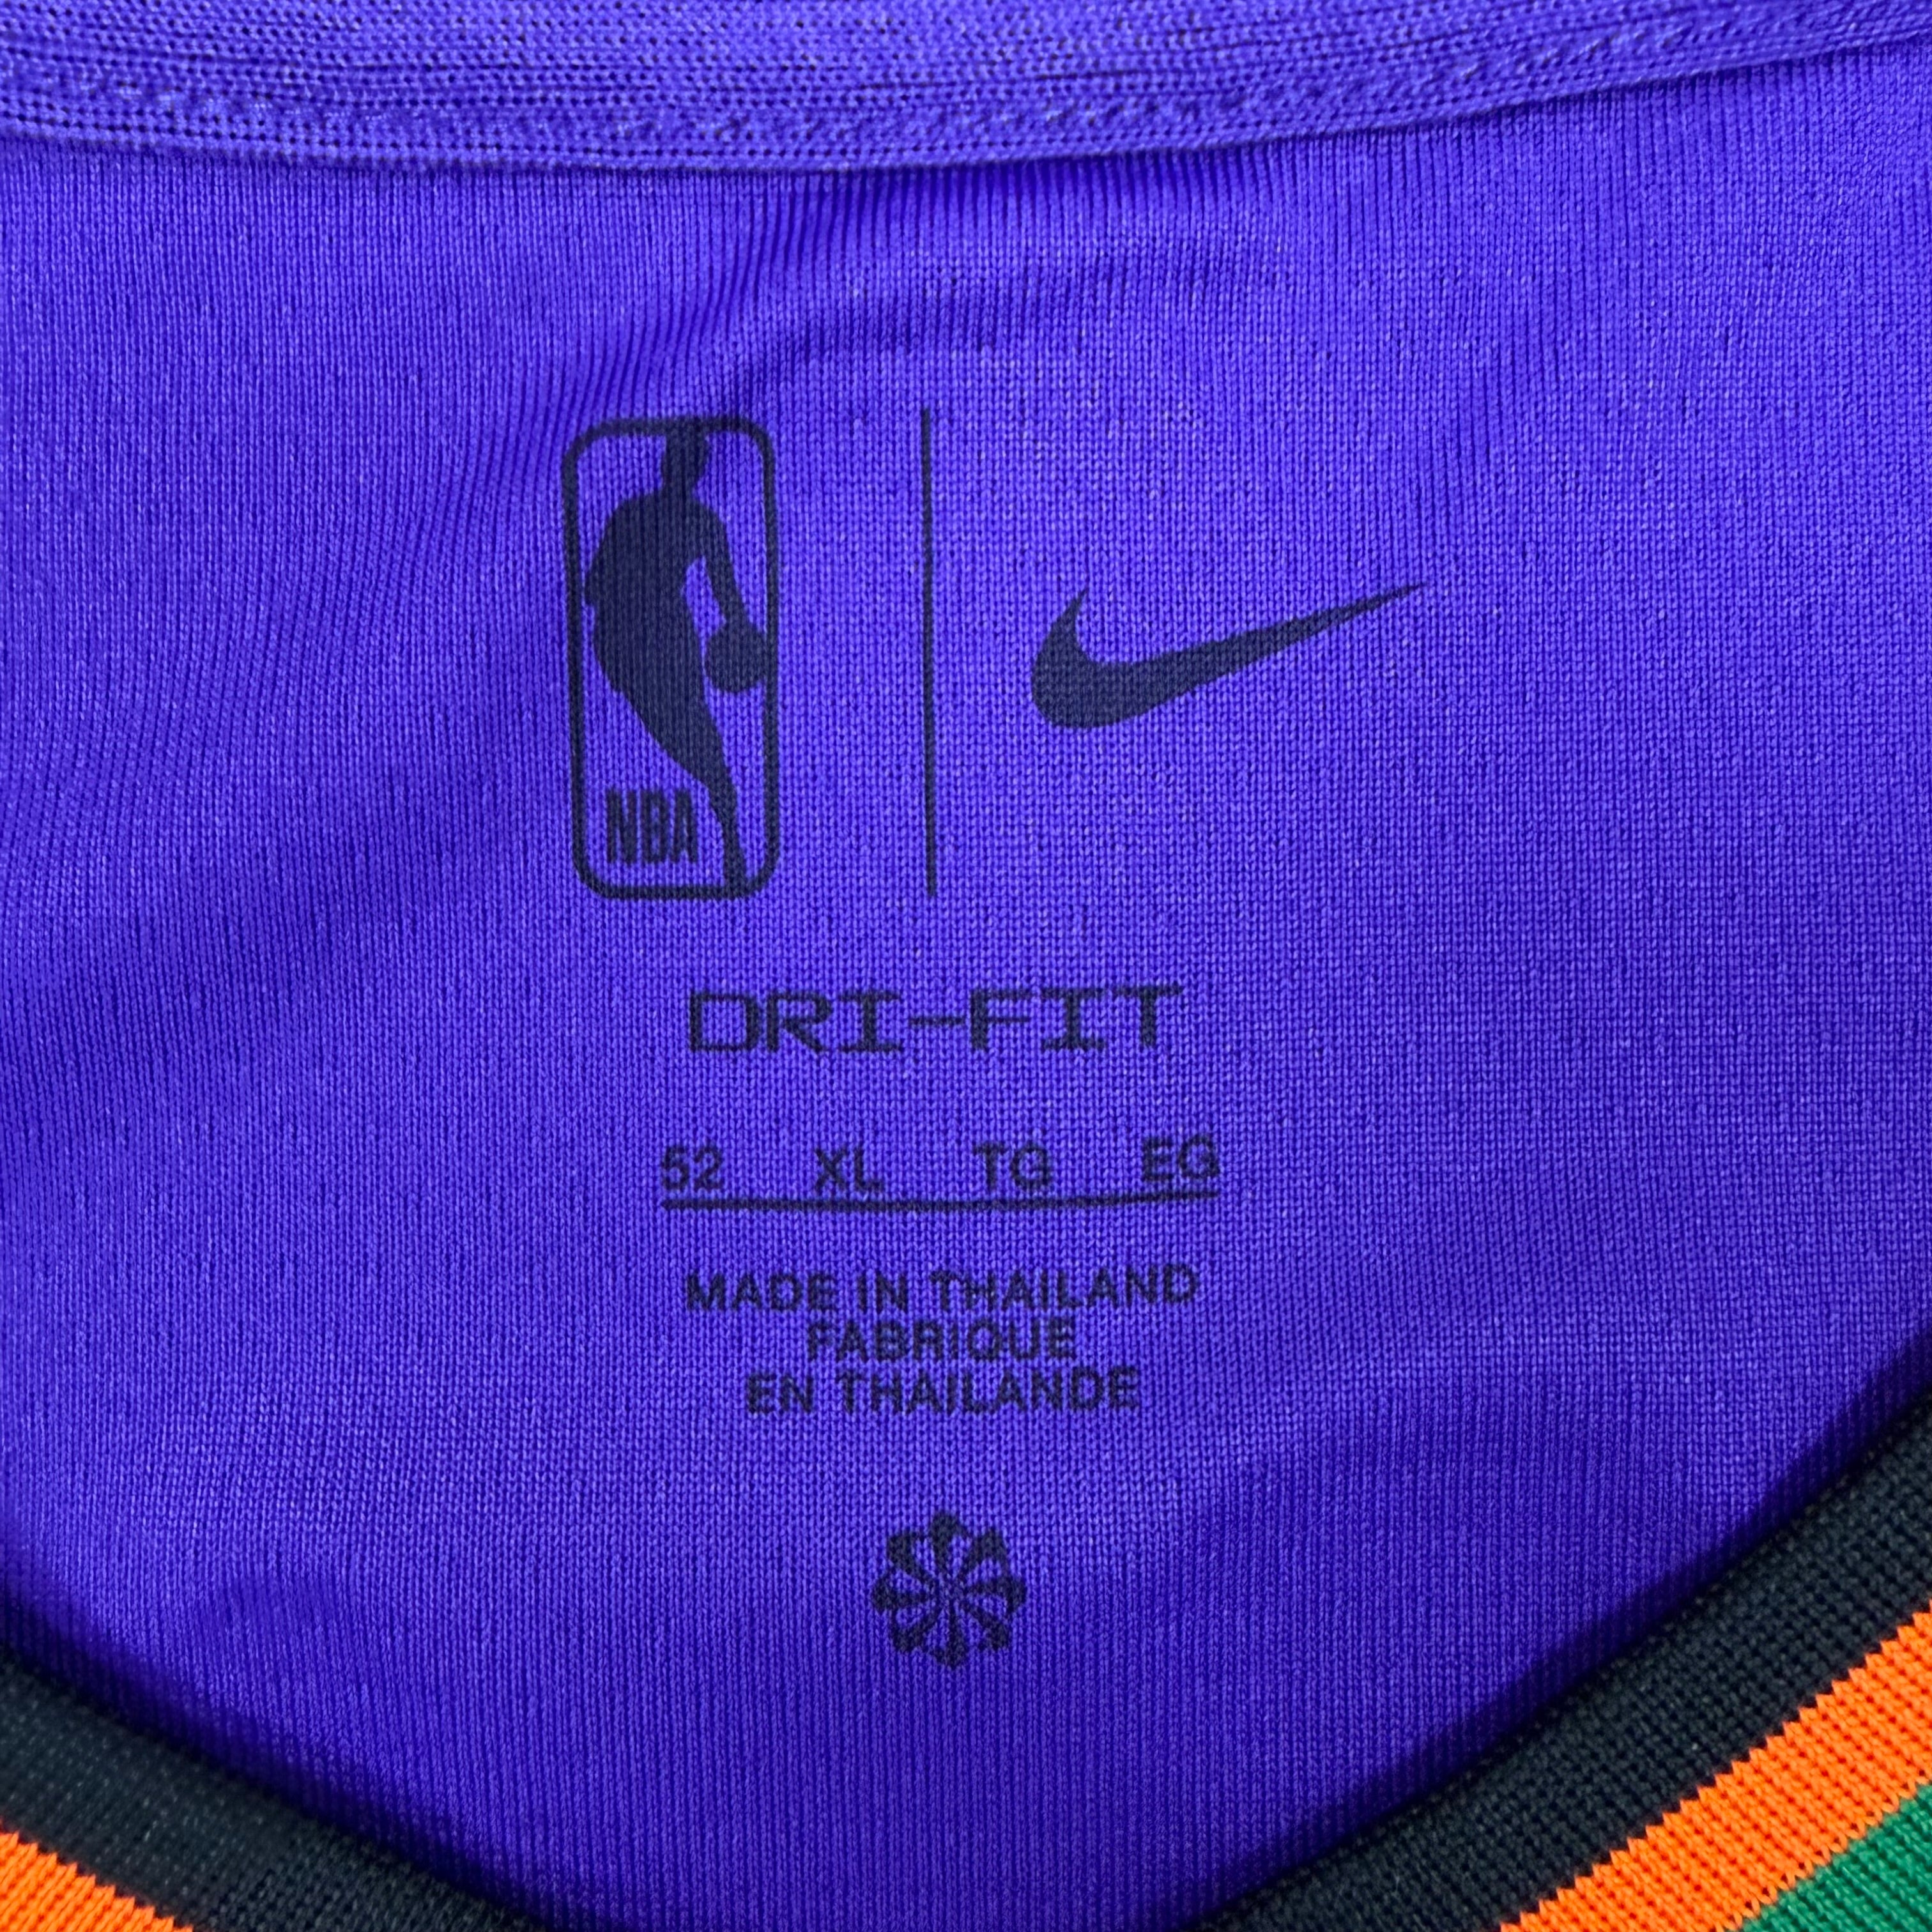 NBA
DRI-FIT
52 XL TG EG
MADE IN THAILAND
FABRIQUE
EN THAILANDE